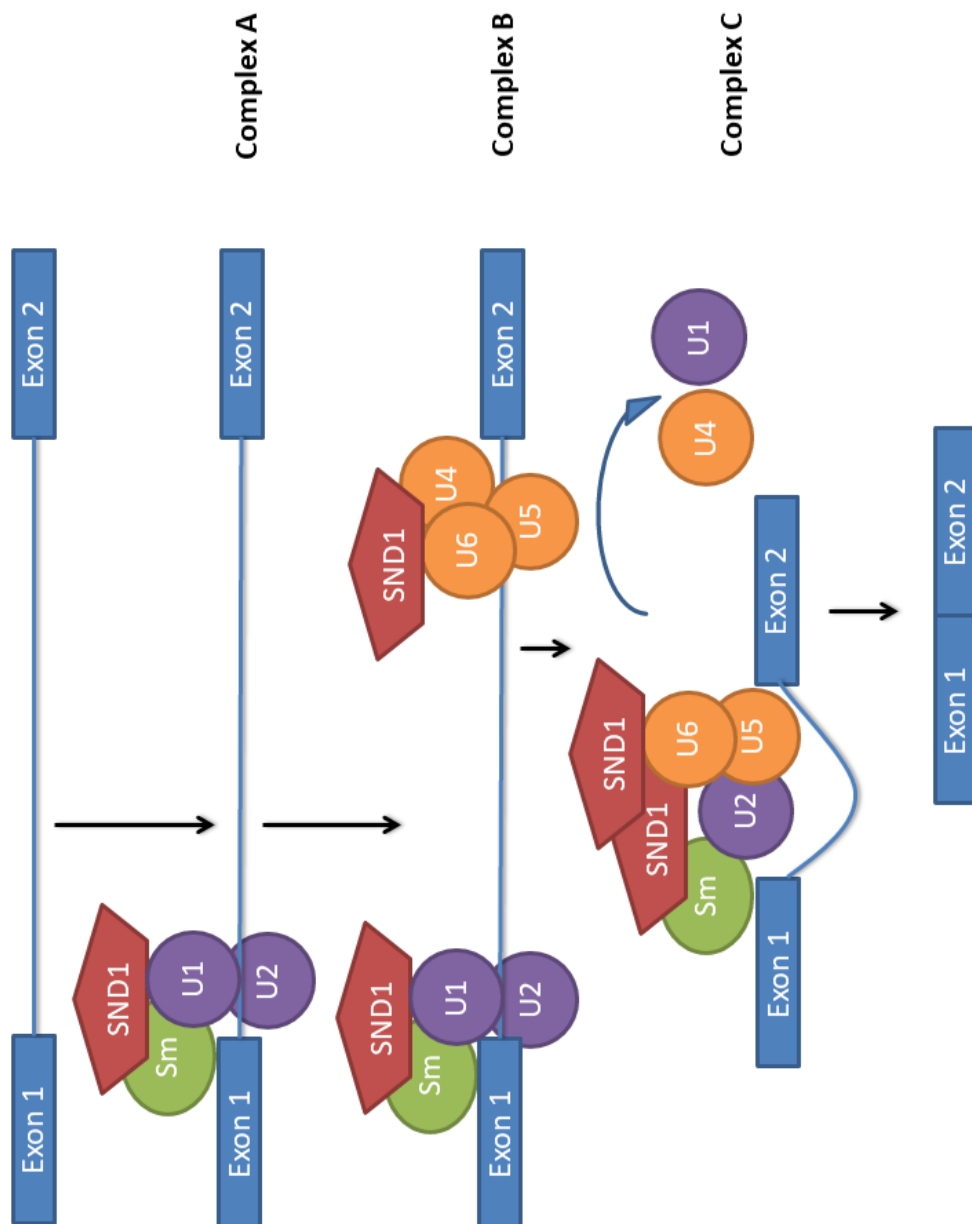 Exon 1
Exon 2
SND1
Sm
U1
U2
Exon 1
Exon 2
Complex A
SND1
Sm
U1
U2
SND1
U4
U6
U5
Exon 1
Exon 2
Complex B
SND1
SND1
Sm
U2
U6
U5
U4
U1
Exon 1
Exon 2
Complex C
Exon 1
Exon 2